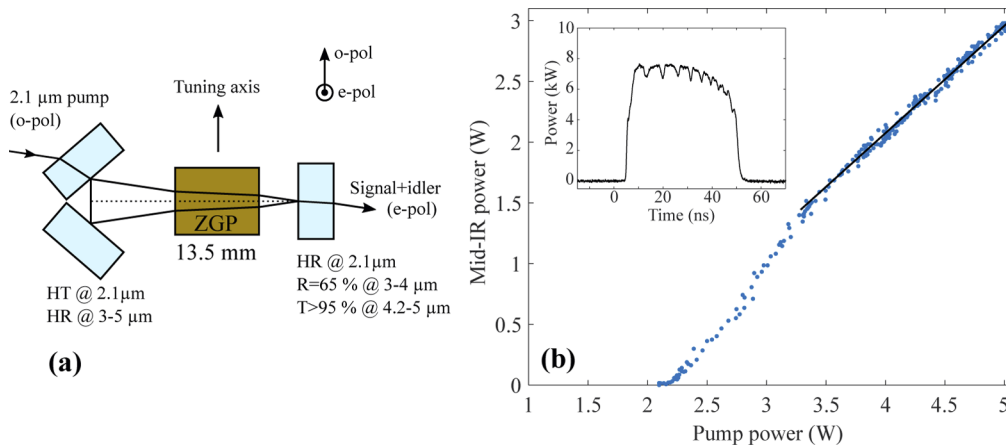 (a)
o-pol
e-pol
Tuning axis
2.1 µm pump
(o-pol)
Signal+idler
(e-pol)
ZGP
13.5 mm
HR @ 2.1µm
R=65 % @ 3-4 µm
T>95 % @ 4.2-5 µm
HT @ 2.1µm
HR @ 3-5 µm
(b)
Mid-IR power (W)
3
2.5
2
1.5
1
0.5
0
1
1.5
2
2.5
3
3.5
4
4.5
5
Pump power (W)
Power (kW)
10
8
6
4
2
0
0
20
40
60
Time (ns)